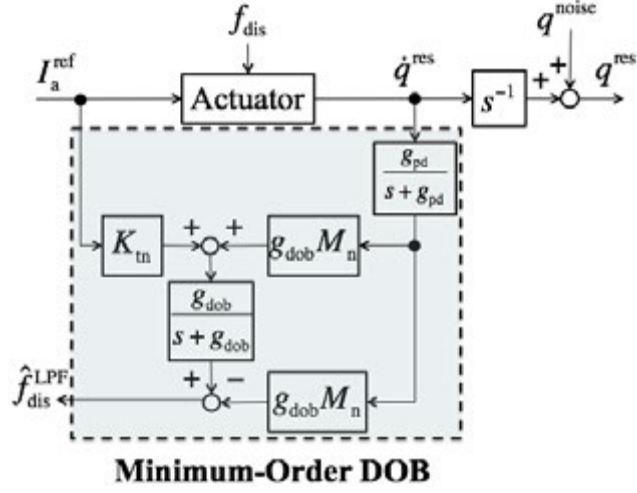 f_dis q^noise
I_a^ref Actuator q̇^res s^{-1} + + q^res
g_pd
s + g_pd
K_tn + + g_dob M_n
g_dob
s + g_dob
f̂_dis^LPF + − g_dob M_n
Minimum-Order DOB